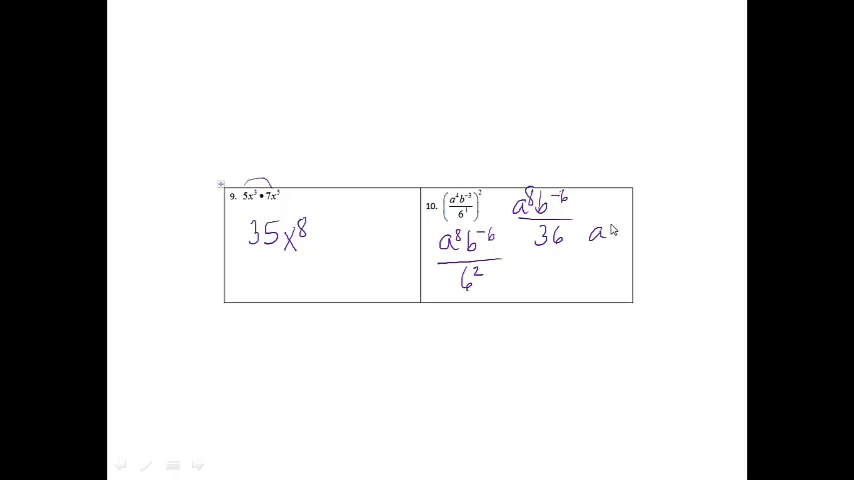 9. 5x³ • 7x⁵
35x⁸
10. (a⁴b⁻³/6¹)²
a⁸b⁻⁶/6²
a⁸b⁻⁶/36
a